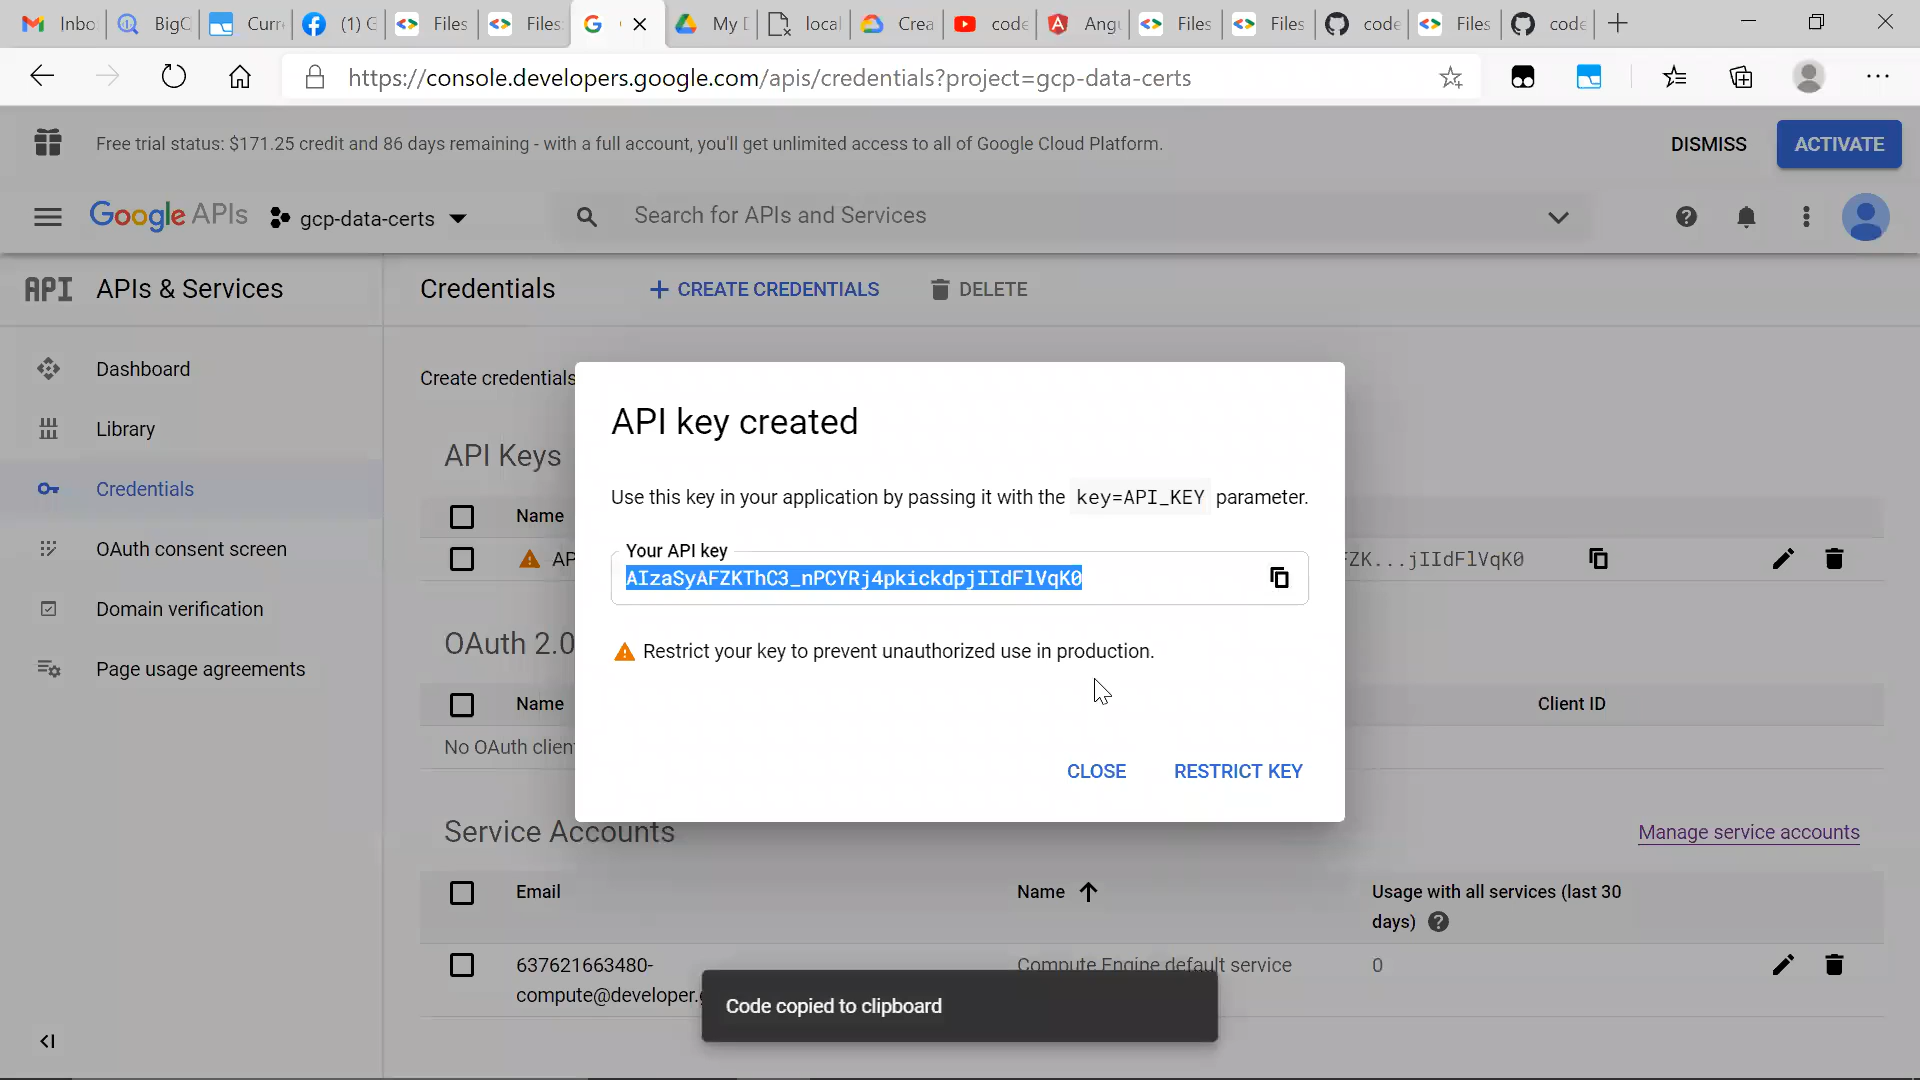 Inbo
BigQ
Curr
(1) G
Files
Files
My D
local
Crea
code
Angu
Files
Files
code
Files
code
https://console.developers.google.com/apis/credentials?project=gcp-data-certs
Free trial status: $171.25 credit and 86 days remaining - with a full account, you'll get unlimited access to all of Google Cloud Platform.
DISMISS
ACTIVATE
Google APIs
gcp-data-certs
Search for APIs and Services
API APIs & Services
Credentials
CREATE CREDENTIALS
DELETE
Dashboard
Library
Credentials
OAuth consent screen
Domain verification
Page usage agreements
Create credentials
API Keys
Name
AP
FZK...jIIdFlVqK0
OAuth 2.0
Name
Client ID
No OAuth clien
API key created
Use this key in your application by passing it with the key=API_KEY parameter.
Your API key
AIzaSyAFZKThC3_nPCYRj4pkickdpjIIdFlVqK0
Restrict your key to prevent unauthorized use in production.
CLOSE
RESTRICT KEY
Service Accounts
Manage service accounts
Email
Name
Usage with all services (last 30
days)
637621663480-
compute@developer.g
Compute Engine default service
0
Code copied to clipboard